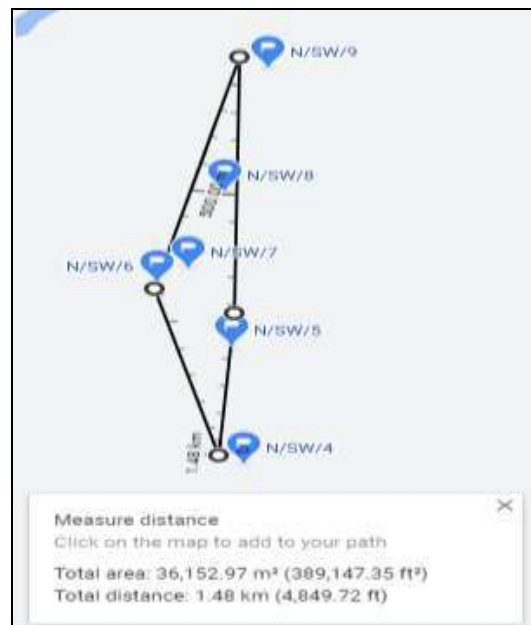 N/SW/9
N/SW/8
500.00 m
N/SW/7
N/SW/6
N/SW/5
N/SW/4
1.48 km
Measure distance
Click on the map to add to your path
Total area: 36,152.97 m² (389,147.35 ft²)
Total distance: 1.48 km (4,849.72 ft)